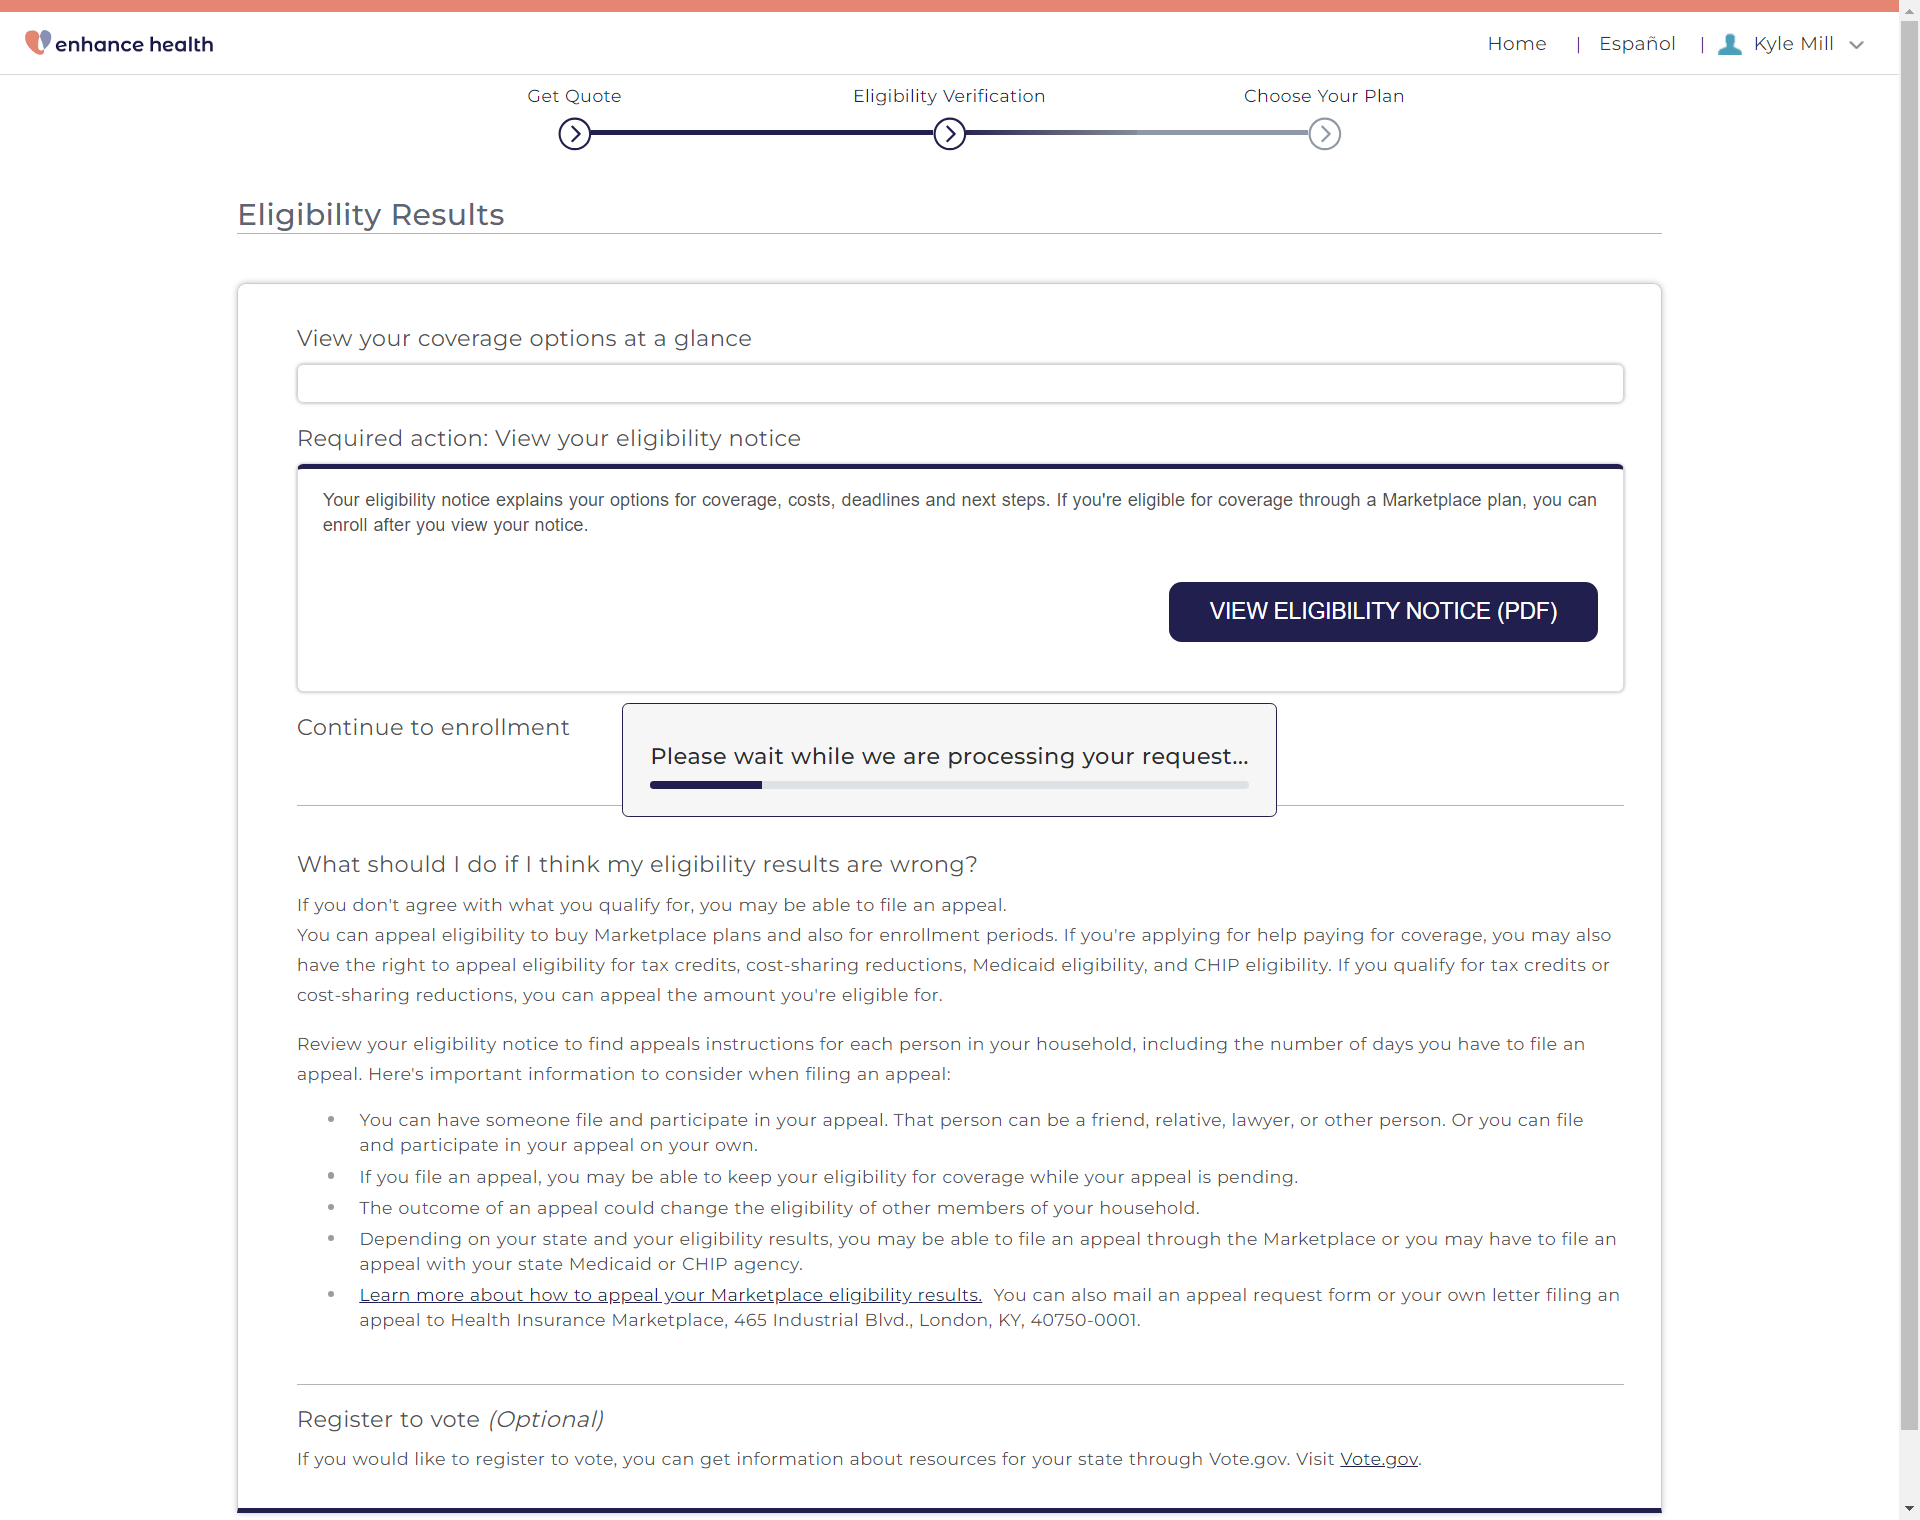 enhance health
Home | Español | Kyle Mill
Get Quote
Eligibility Verification
Choose Your Plan
Eligibility Results
View your coverage options at a glance
Required action: View your eligibility notice
Your eligibility notice explains your options for coverage, costs, deadlines and next steps. If you're eligible for coverage through a Marketplace plan, you can
enroll after you view your notice.
VIEW ELIGIBILITY NOTICE (PDF)
Continue to enrollment
Please wait while we are processing your request...
What should I do if I think my eligibility results are wrong?
If you don't agree with what you qualify for, you may be able to file an appeal.
You can appeal eligibility to buy Marketplace plans and also for enrollment periods. If you're applying for help paying for coverage, you may also
have the right to appeal eligibility for tax credits, cost-sharing reductions, Medicaid eligibility, and CHIP eligibility. If you qualify for tax credits or
cost-sharing reductions, you can appeal the amount you're eligible for.
Review your eligibility notice to find appeals instructions for each person in your household, including the number of days you have to file an
appeal. Here's important information to consider when filing an appeal:
• You can have someone file and participate in your appeal. That person can be a friend, relative, lawyer, or other person. Or you can file
and participate in your appeal on your own.
• If you file an appeal, you may be able to keep your eligibility for coverage while your appeal is pending.
• The outcome of an appeal could change the eligibility of other members of your household.
• Depending on your state and your eligibility results, you may be able to file an appeal through the Marketplace or you may have to file an
appeal with your state Medicaid or CHIP agency.
• Learn more about how to appeal your Marketplace eligibility results. You can also mail an appeal request form or your own letter filing an
appeal to Health Insurance Marketplace, 465 Industrial Blvd., London, KY, 40750-0001.
Register to vote (Optional)
If you would like to register to vote, you can get information about resources for your state through Vote.gov. Visit Vote.gov.